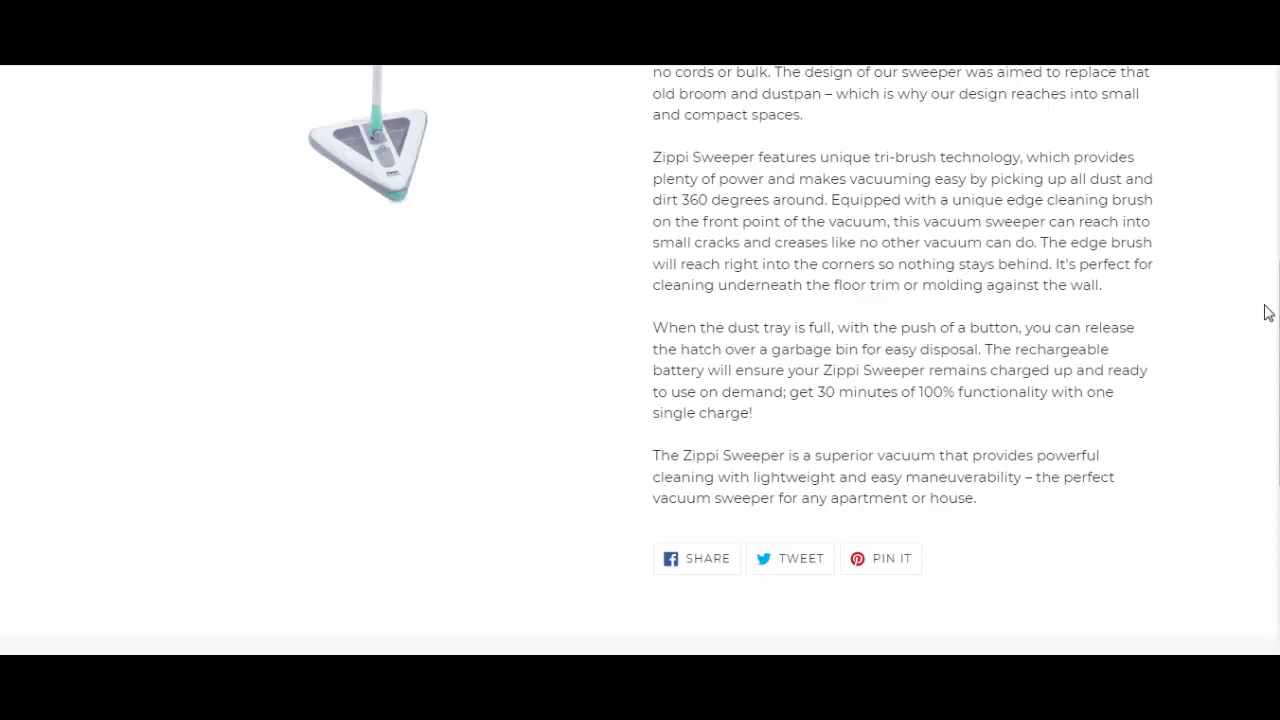 no cords or bulk. The design of our sweeper was aimed to replace that
old broom and dustpan – which is why our design reaches into small
and compact spaces.
Zippi Sweeper features unique tri-brush technology, which provides
plenty of power and makes vacuuming easy by picking up all dust and
dirt 360 degrees around. Equipped with a unique edge cleaning brush
on the front point of the vacuum, this vacuum sweeper can reach into
small cracks and creases like no other vacuum can do. The edge brush
will reach right into the corners so nothing stays behind. It's perfect for
cleaning underneath the floor trim or molding against the wall.
When the dust tray is full, with the push of a button, you can release
the hatch over a garbage bin for easy disposal. The rechargeable
battery will ensure your Zippi Sweeper remains charged up and ready
to use on demand; get 30 minutes of 100% functionality with one
single charge!
The Zippi Sweeper is a superior vacuum that provides powerful
cleaning with lightweight and easy maneuverability – the perfect
vacuum sweeper for any apartment or house.
SHARE TWEET PIN IT